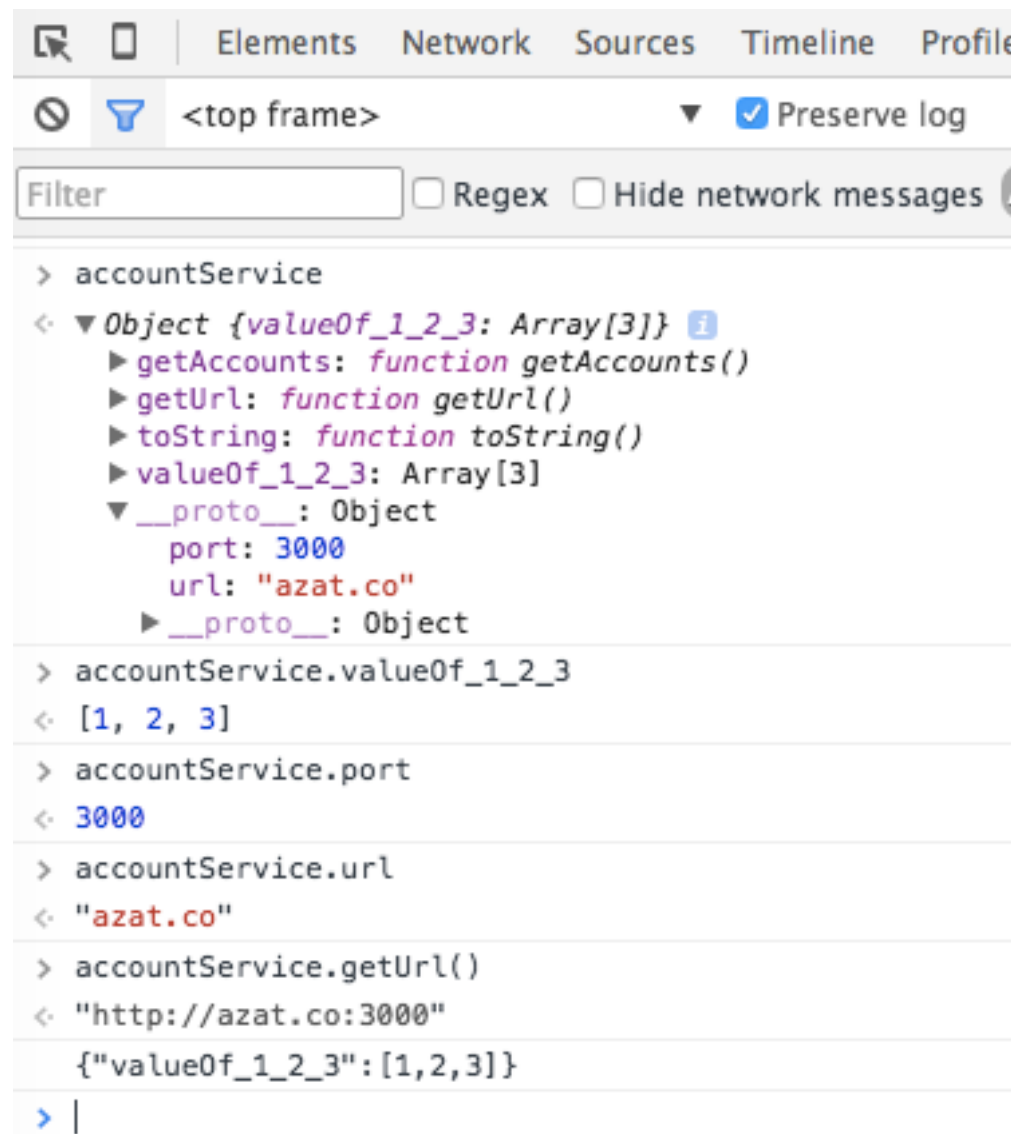 Elements Network Sources Timeline Profile
<top frame> ▼ Preserve log
Filter Regex Hide network messages
> accountService
<· ▼ Object {valueOf_1_2_3: Array[3]} i
▶ getAccounts: function getAccounts()
▶ getUrl: function getUrl()
▶ toString: function toString()
▶ valueOf_1_2_3: Array[3]
▼ __proto__: Object
port: 3000
url: "azat.co"
▶ __proto__: Object
> accountService.valueOf_1_2_3
<· [1, 2, 3]
> accountService.port
<· 3000
> accountService.url
<· "azat.co"
> accountService.getUrl()
<· "http://azat.co:3000"
{"valueOf_1_2_3":[1,2,3]}
>